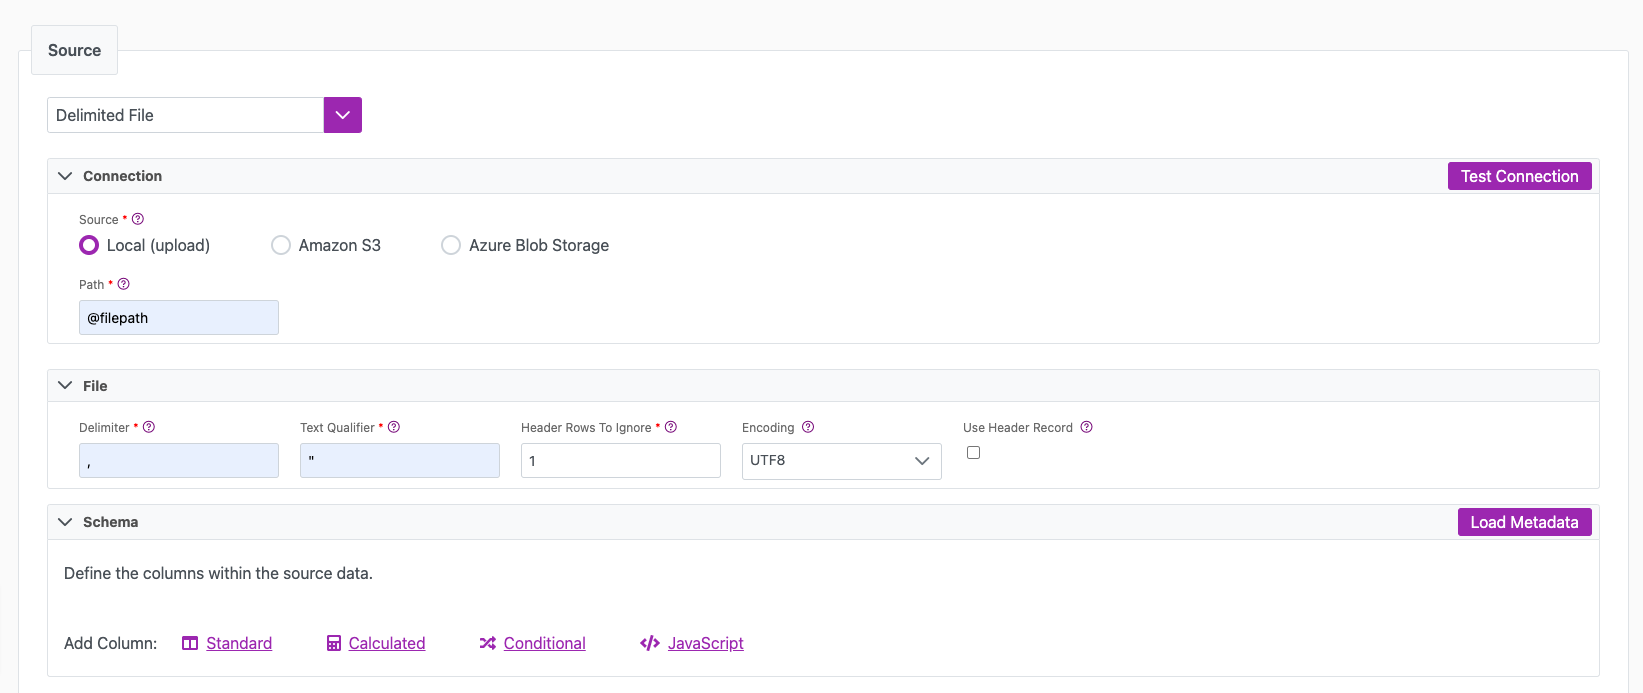 Source
Delimited File
Connection
Test Connection
Source *
Local (upload) Amazon S3 Azure Blob Storage
Path *
@filepath
File
Delimiter * Text Qualifier * Header Rows To Ignore * Encoding Use Header Record
, " 1 UTF8
Schema
Load Metadata
Define the columns within the source data.
Add Column: Standard Calculated Conditional JavaScript